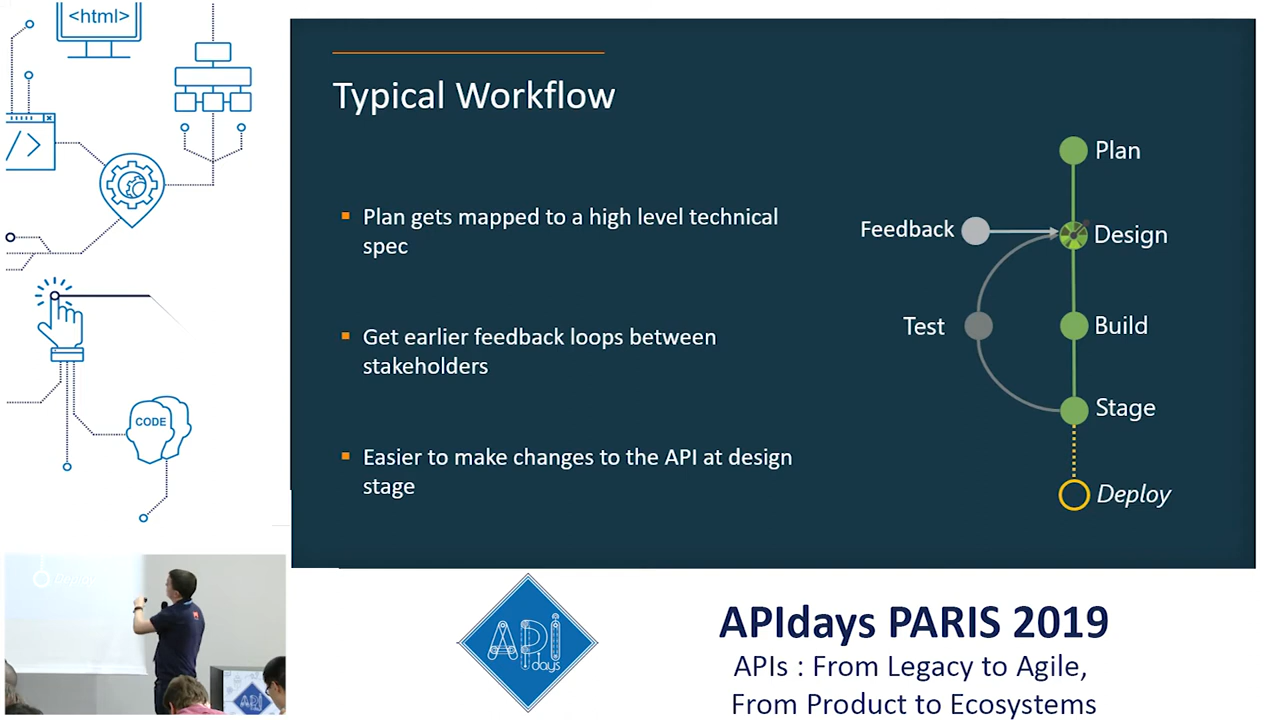 <html>
</>
CODE
Typical Workflow
Plan gets mapped to a high level technical
spec
Get earlier feedback loops between
stakeholders
Easier to make changes to the API at design
stage
Plan
Feedback
Design
Test
Build
Stage
Deploy
API
days
API
APIdays PARIS 2019
APIs : From Legacy to Agile,
From Product to Ecosystems